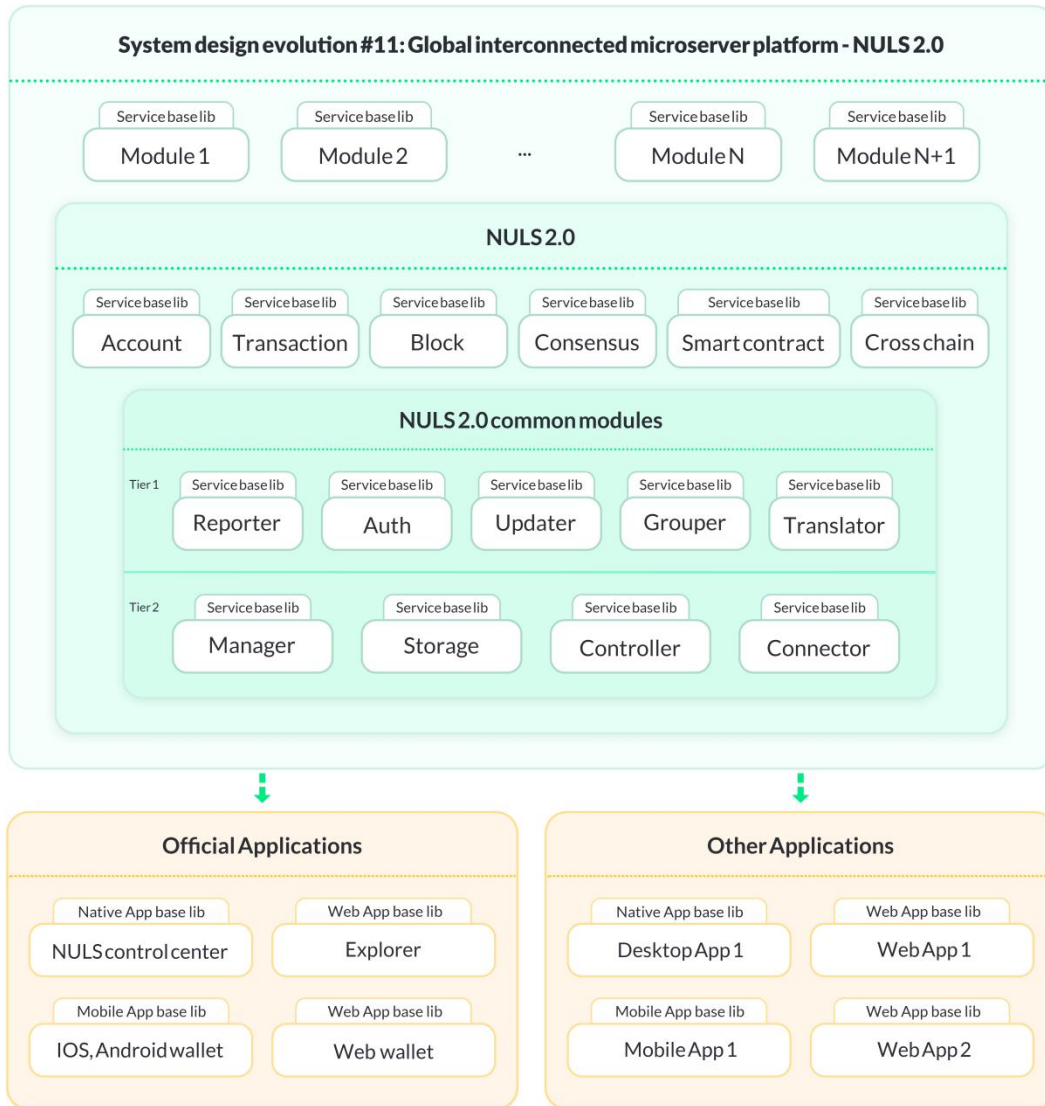 System design evolution #11: Global interconnected microserver platform - NULS 2.0
Service base lib
Service base lib
Service base lib
Service base lib
Module 1
Module 2
...
Module N
Module N+1
NULS 2.0
Service base lib
Service base lib
Service base lib
Service base lib
Service base lib
Service base lib
Account
Transaction
Block
Consensus
Smart contract
Cross chain
NULS 2.0 common modules
Tier 1
Service base lib
Service base lib
Service base lib
Service base lib
Service base lib
Reporter
Auth
Updater
Grouper
Translator
Tier 2
Service base lib
Service base lib
Service base lib
Service base lib
Manager
Storage
Controller
Connector
Official Applications
Native App base lib
Web App base lib
NULS control center
Explorer
Mobile App base lib
Web App base lib
IOS, Android wallet
Web wallet
Other Applications
Native App base lib
Web App base lib
Desktop App 1
Web App 1
Mobile App base lib
Web App base lib
Mobile App 1
Web App 2